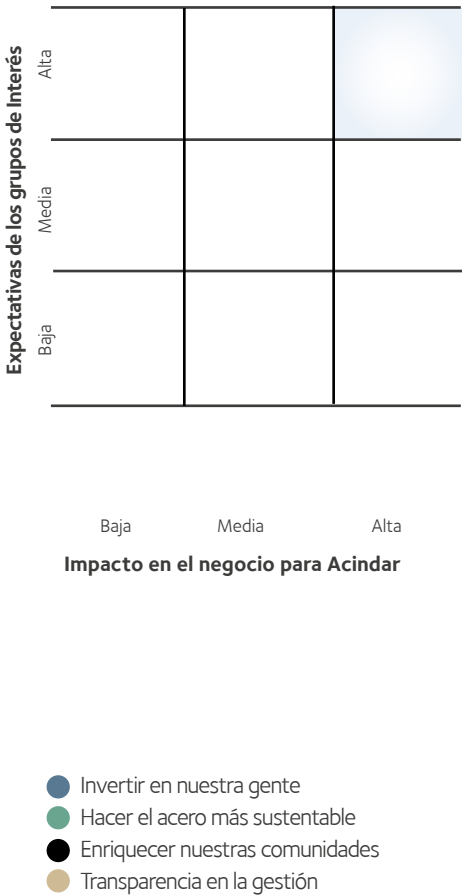 Expectativas de los grupos de Interés
Alta
Media
Baja
Baja
Media
Alta
Impacto en el negocio para Acindar
Invertir en nuestra gente
Hacer el acero más sustentable
Enriquecer nuestras comunidades
Transparencia en la gestión